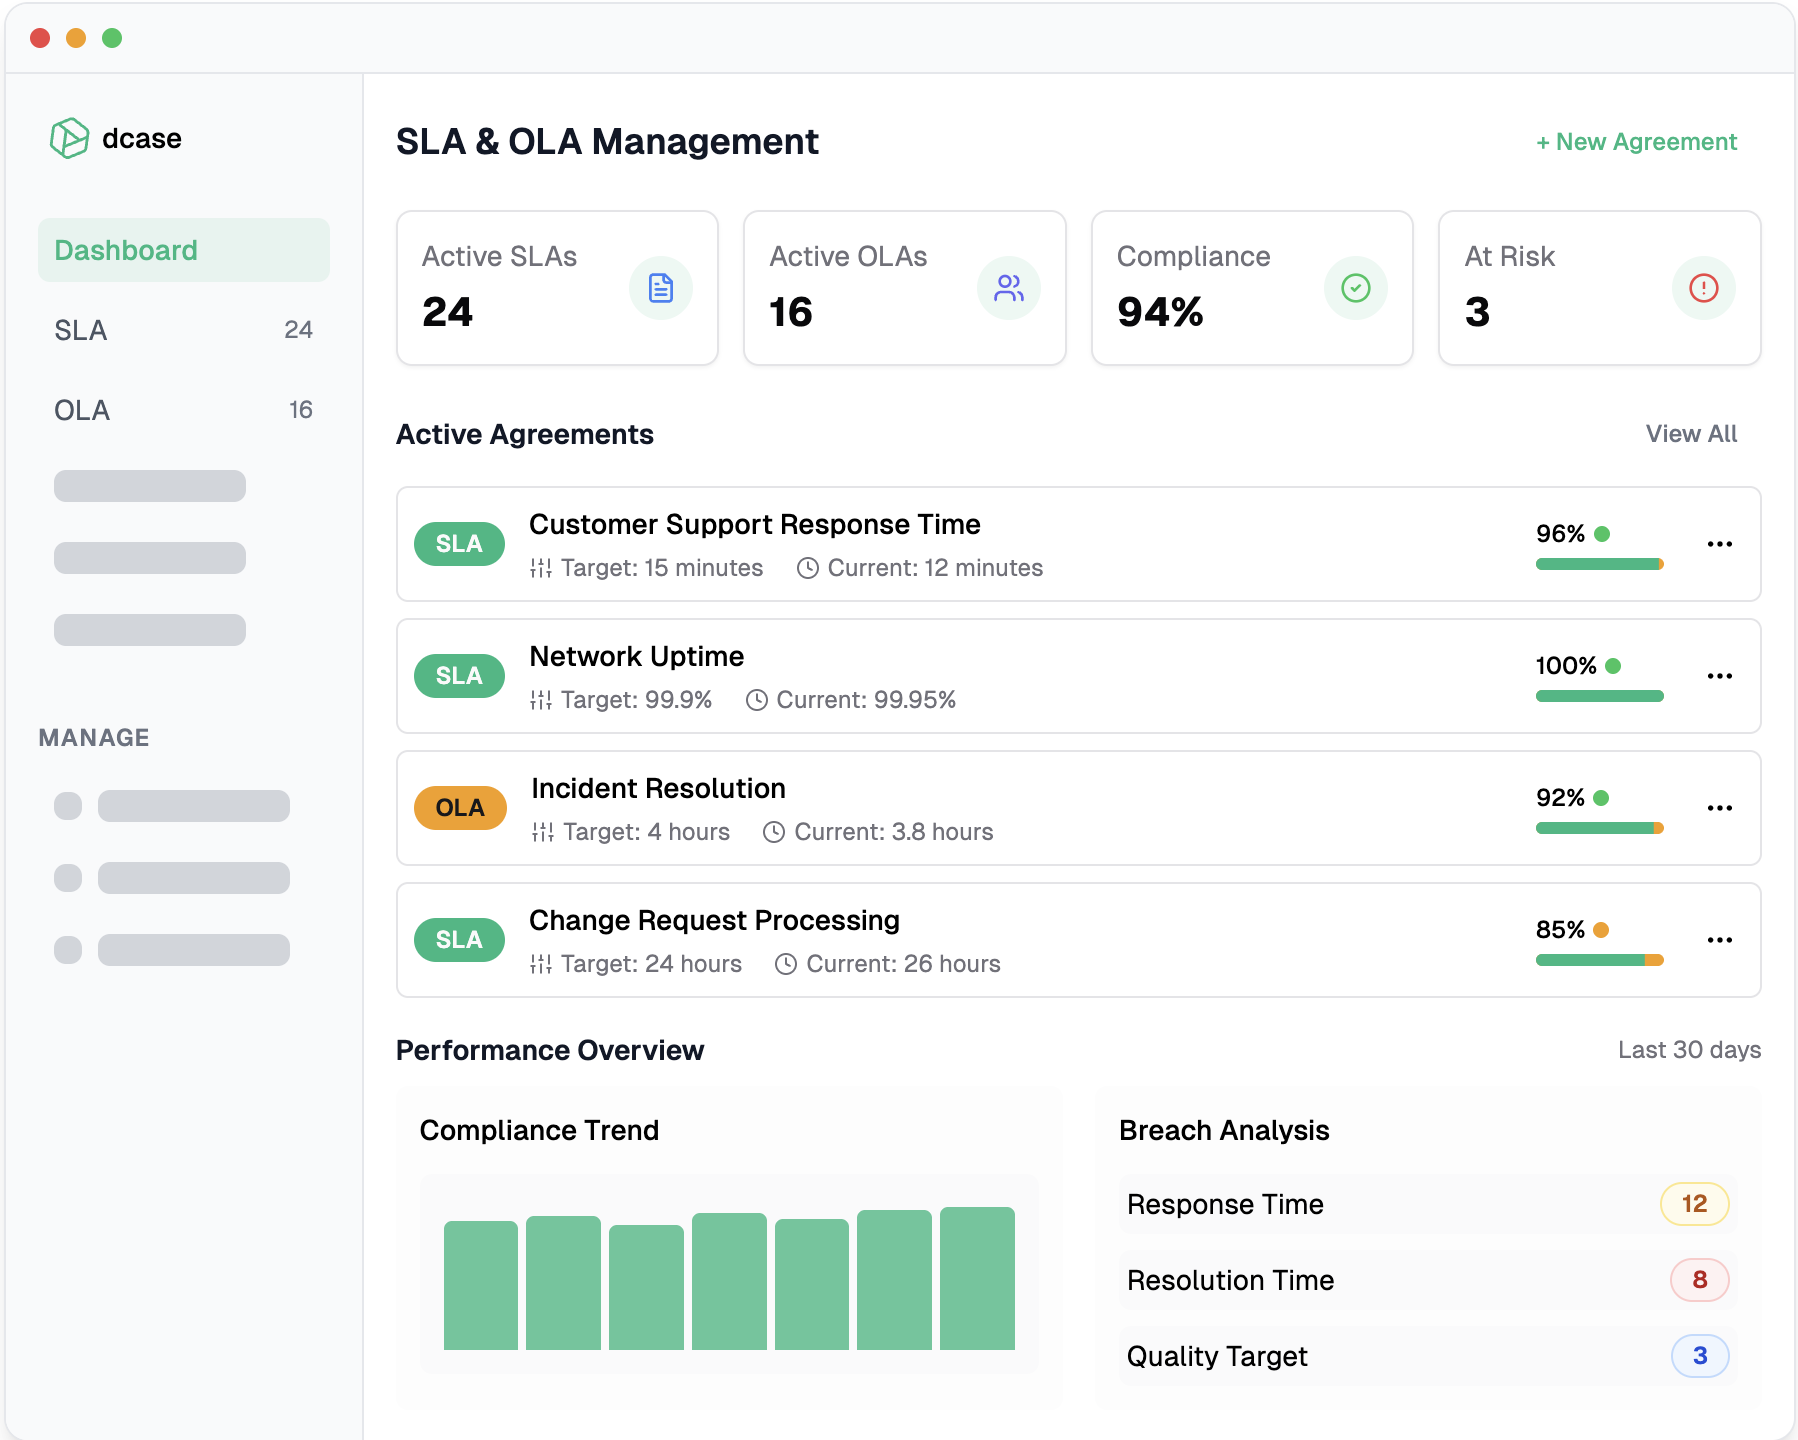 dcase
Dashboard
SLA 24
OLA 16
MANAGE
SLA & OLA Management
+ New Agreement
Active SLAs
24
Active OLAs
16
Compliance
94%
At Risk
3
Active Agreements
View All
SLA
Customer Support Response Time
Target: 15 minutes Current: 12 minutes
96%
SLA
Network Uptime
Target: 99.9% Current: 99.95%
100%
OLA
Incident Resolution
Target: 4 hours Current: 3.8 hours
92%
SLA
Change Request Processing
Target: 24 hours Current: 26 hours
85%
Performance Overview
Last 30 days
Compliance Trend
Breach Analysis
Response Time 12
Resolution Time 8
Quality Target 3